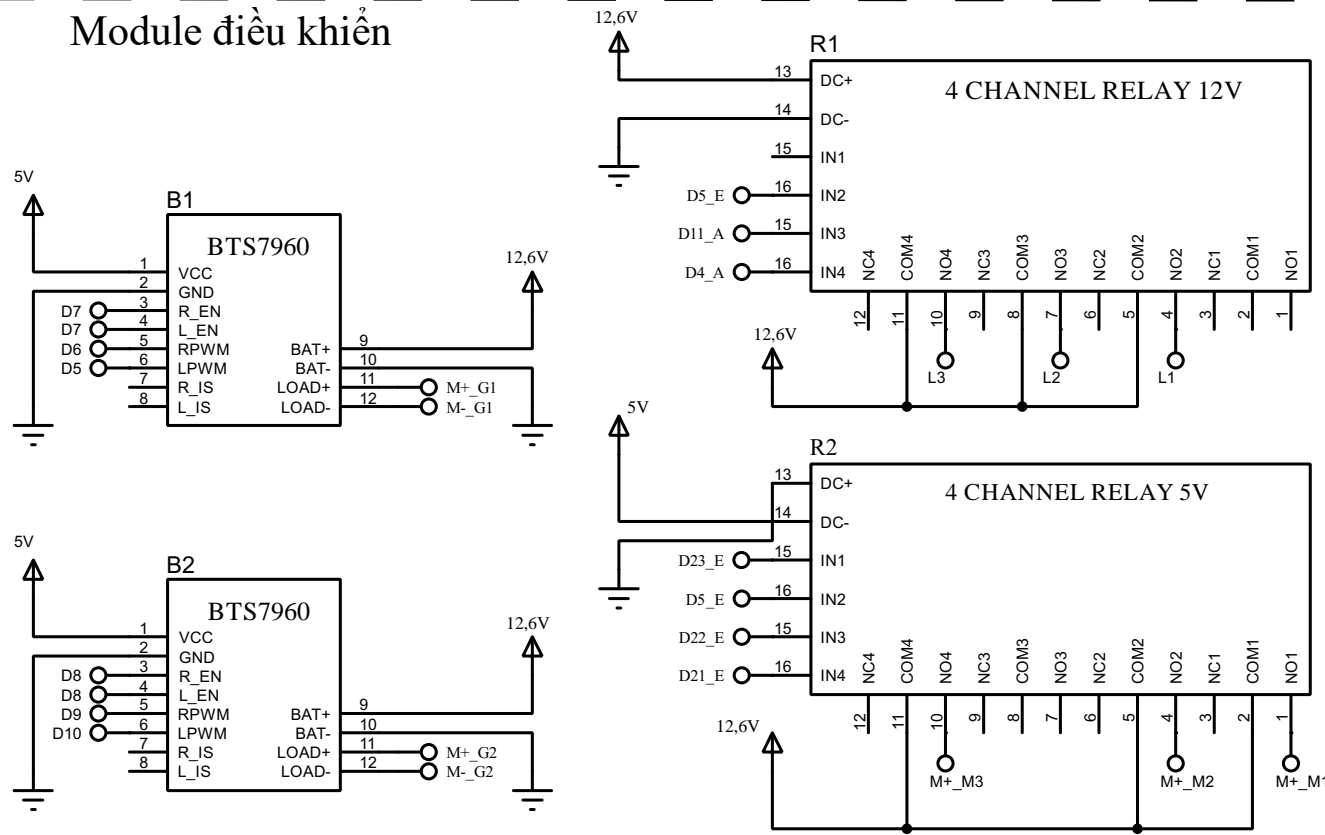 Module điều khiển
5V
B1
BTS7960
1 VCC
2 GND
D7 3 R_EN
D7 4 L_EN
D6 5 RPWM
D5 6 LPWM
7 R_IS
8 L_IS
12,6V
BAT+ 9
BAT- 10
LOAD+ 11 M+_G1
LOAD- 12 M-_G1
5V
B2
BTS7960
1 VCC
2 GND
D8 3 R_EN
D8 4 L_EN
D9 5 RPWM
D10 6 LPWM
7 R_IS
8 L_IS
12,6V
BAT+ 9
BAT- 10
LOAD+ 11 M+_G2
LOAD- 12 M-_G2
12,6V
R1
4 CHANNEL RELAY 12V
13 DC+
14 DC-
15 IN1
D5_E 16 IN2
D11_A 15 IN3
D4_A 16 IN4
NC4 COM4 NO4 NC3 COM3 NO3 NC2 COM2 NO2 NC1 COM1 NO1
12 11 10 9 8 7 6 5 4 3 2 1
12,6V
L3 L2 L1
5V
R2
4 CHANNEL RELAY 5V
13 DC+
14 DC-
D23_E 15 IN1
D5_E 16 IN2
D22_E 15 IN3
D21_E 16 IN4
NC4 COM4 NO4 NC3 COM3 NO3 NC2 COM2 NO2 NC1 COM1 NO1
12 11 10 9 8 7 6 5 4 3 2 1
12,6V
M+_M3 M+_M2 M+_M1